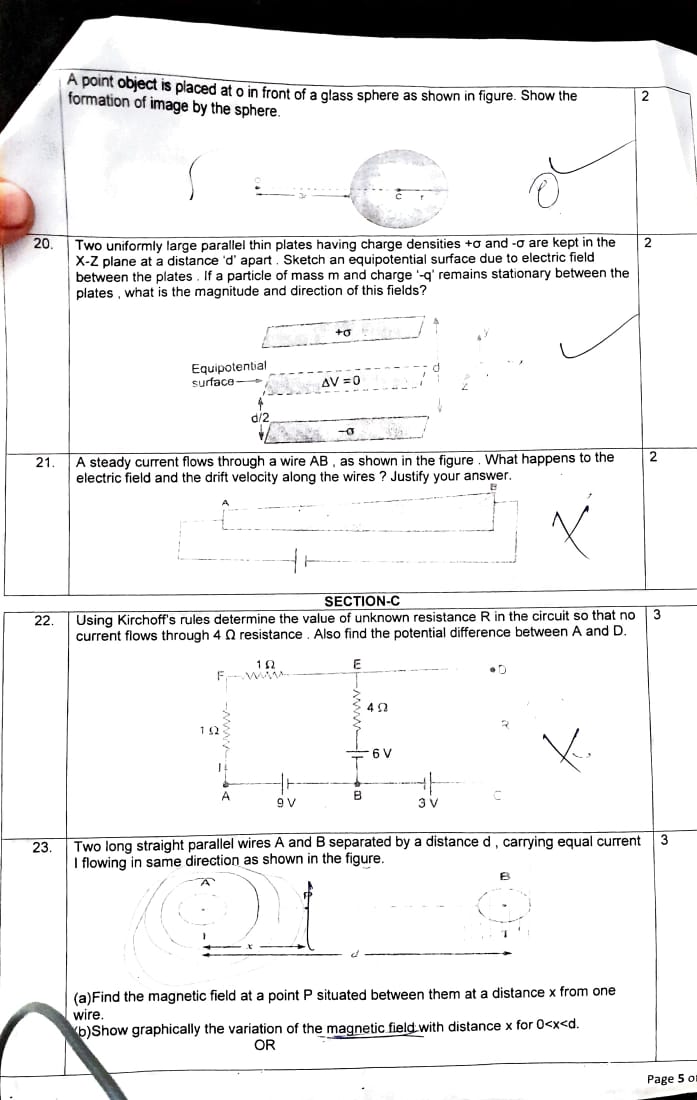 A point object is placed at o in front of a glass sphere as shown in figure. Show the
2
formation of image by the sphere.
C r
20.
Two uniformly large parallel thin plates having charge densities +σ and -σ are kept in the
2
X-Z plane at a distance 'd' apart . Sketch an equipotential surface due to electric field
between the plates . If a particle of mass m and charge '-q' remains stationary between the
plates , what is the magnitude and direction of this fields?
+σ
y
Equipotential
d
surface
ΔV = 0
Z
d/2
-σ
21.
A steady current flows through a wire AB , as shown in the figure . What happens to the
2
electric field and the drift velocity along the wires ? Justify your answer.
A
B
SECTION-C
22.
Using Kirchoff's rules determine the value of unknown resistance R in the circuit so that no
3
current flows through 4 Ω resistance . Also find the potential difference between A and D.
1 Ω
F
E
D
4 Ω
1 Ω
R
6 V
A
9 V
B
3 V
C
23.
Two long straight parallel wires A and B separated by a distance d , carrying equal current
3
I flowing in same direction as shown in the figure.
A
B
P
I
x
I
d
(a)Find the magnetic field at a point P situated between them at a distance x from one
wire.
(b)Show graphically the variation of the magnetic field with distance x for 0<x<d.
OR
Page 5 o